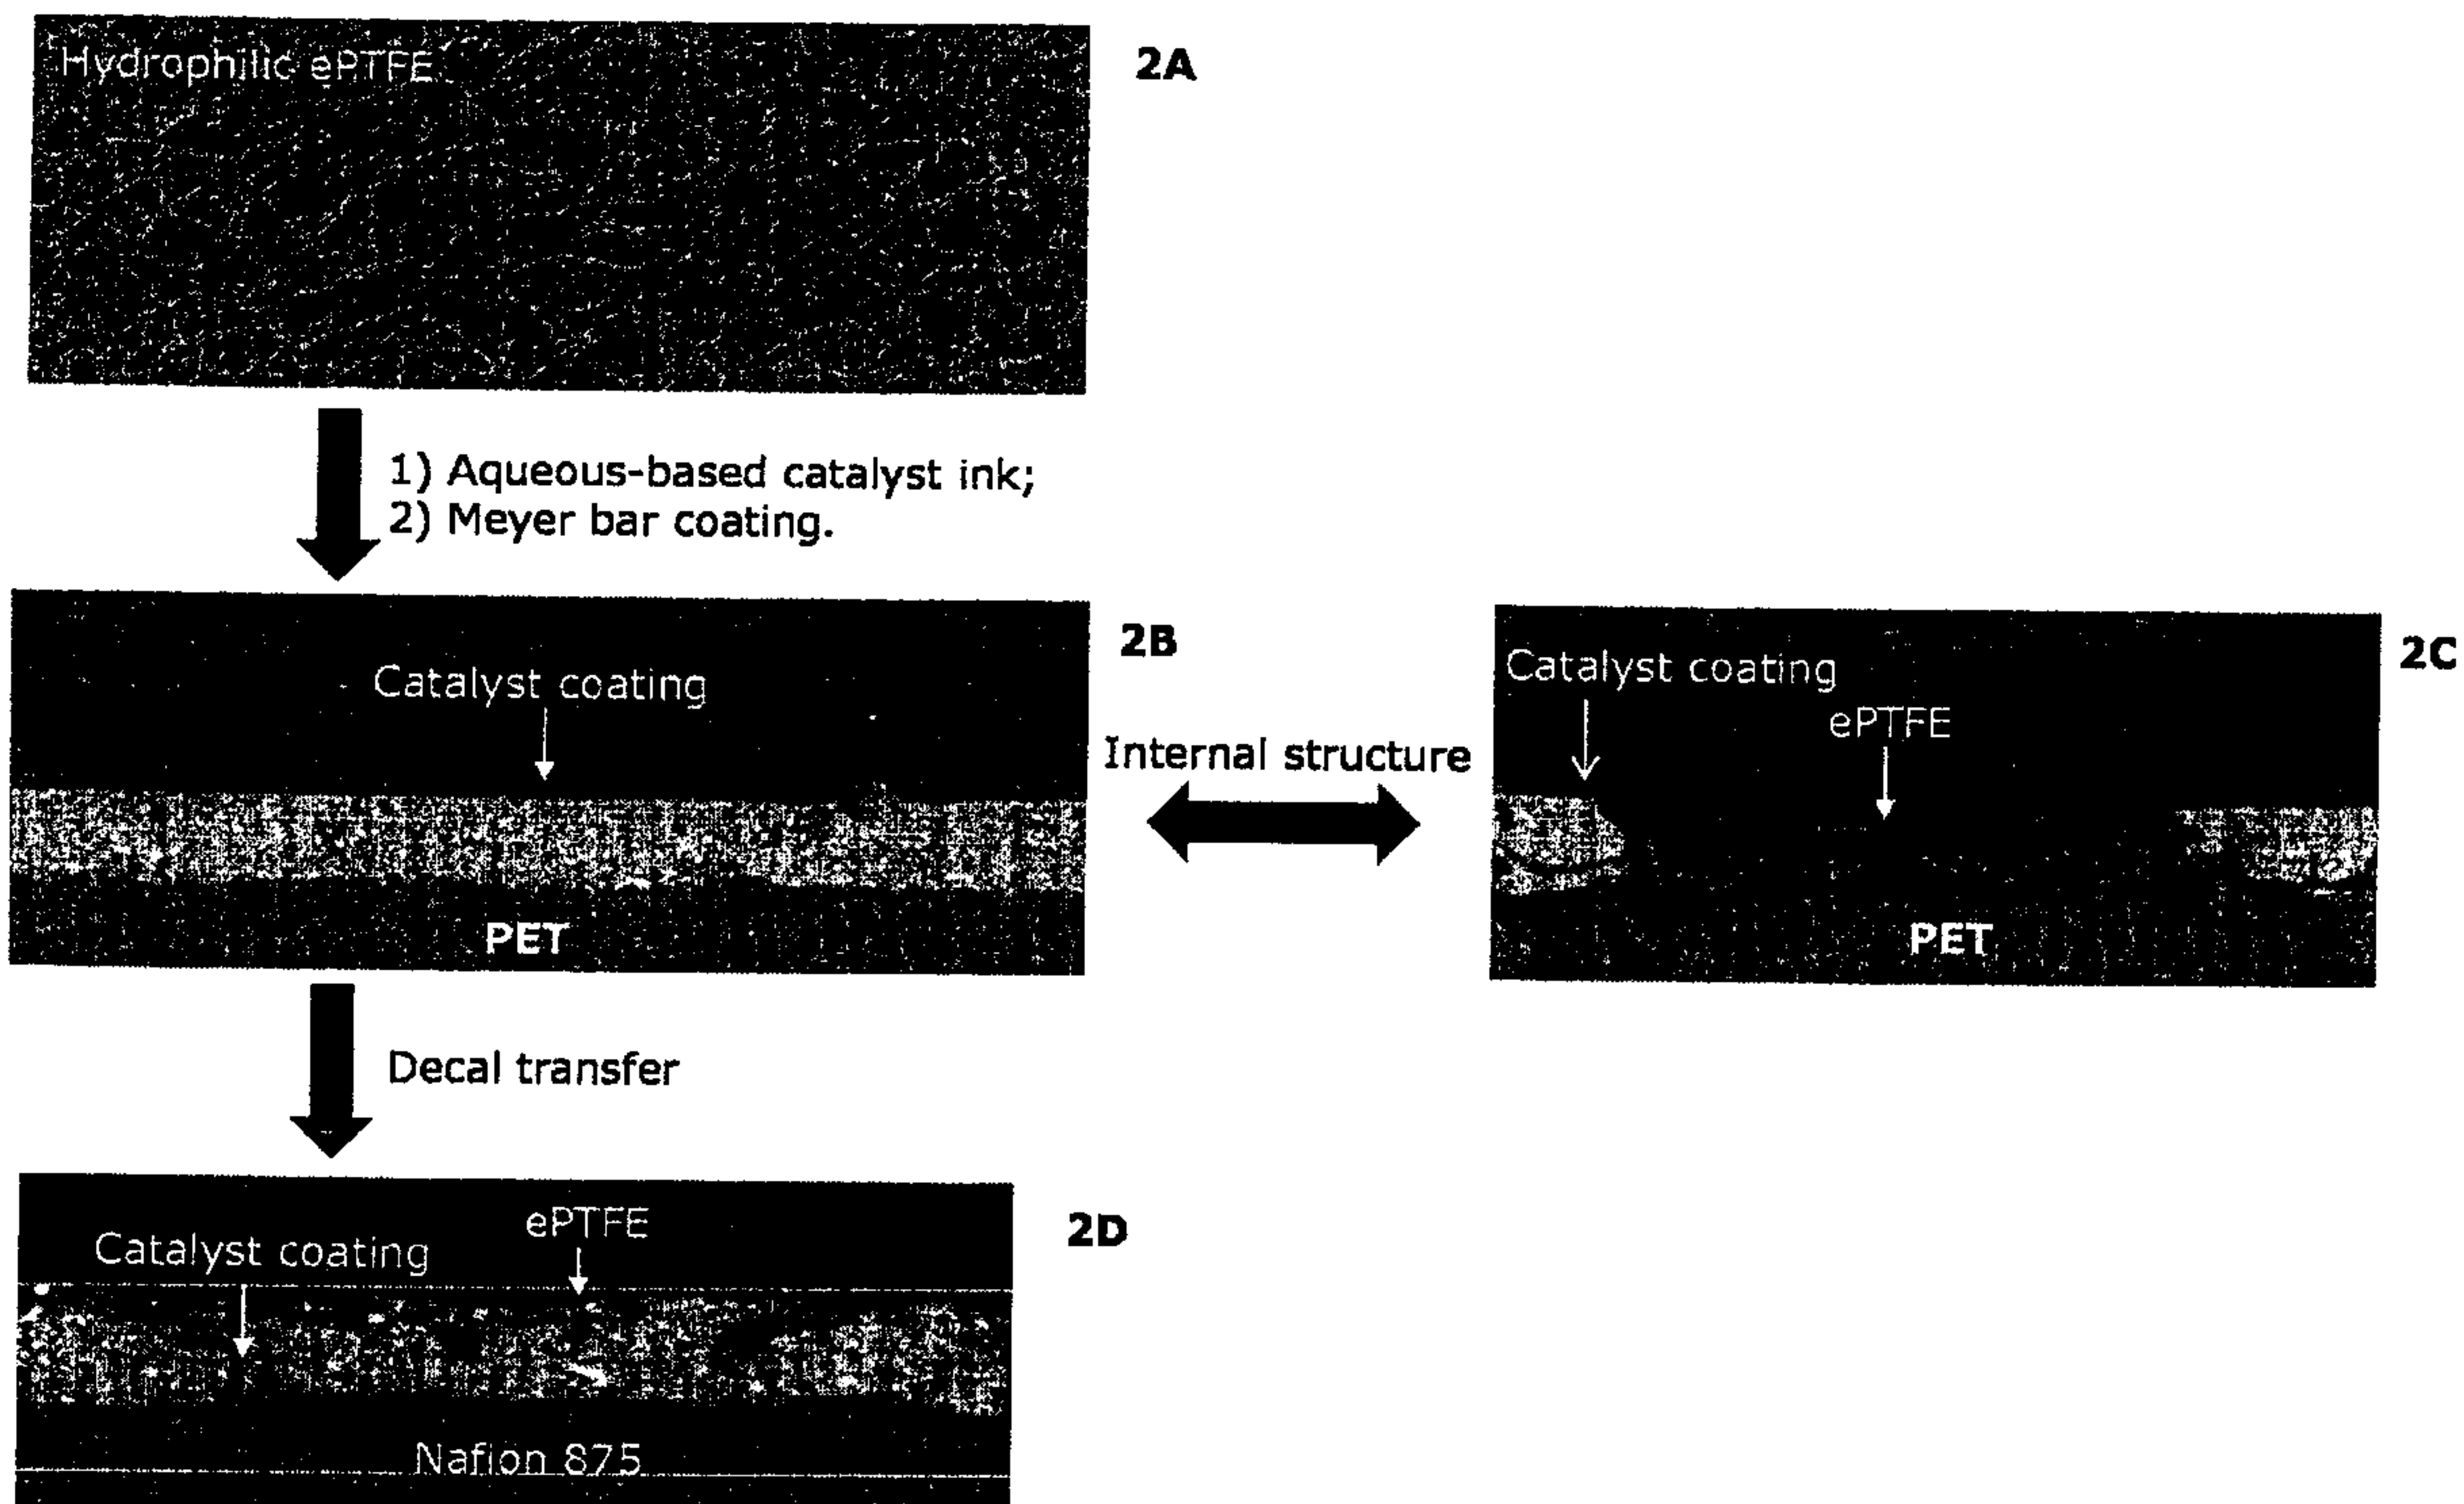 Hydrophilic ePTFE
2A
1) Aqueous-based catalyst ink;
2) Meyer bar coating.
2B
Catalyst coating
PET
Internal structure
2C
Catalyst coating
ePTFE
PET
Decal transfer
2D
ePTFE
Catalyst coating
Nafion 875